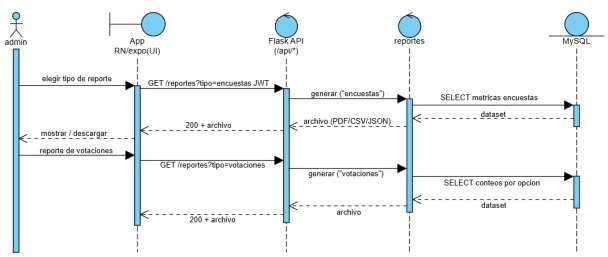 admin
App
RN/expo(UI)
Flask API
(/api/*)
reportes
MySQL
elegir tipo de reporte
GET /reportes?tipo=encuestas JWT
generar ("encuestas")
SELECT metricas encuestas
dataset
archivo (PDF/CSV/JSON)
200 + archivo
mostrar / descargar
reporte de votaciones
GET /reportes?tipo=votaciones
generar ("votaciones")
SELECT conteos por opcion
dataset
archivo
200 + archivo